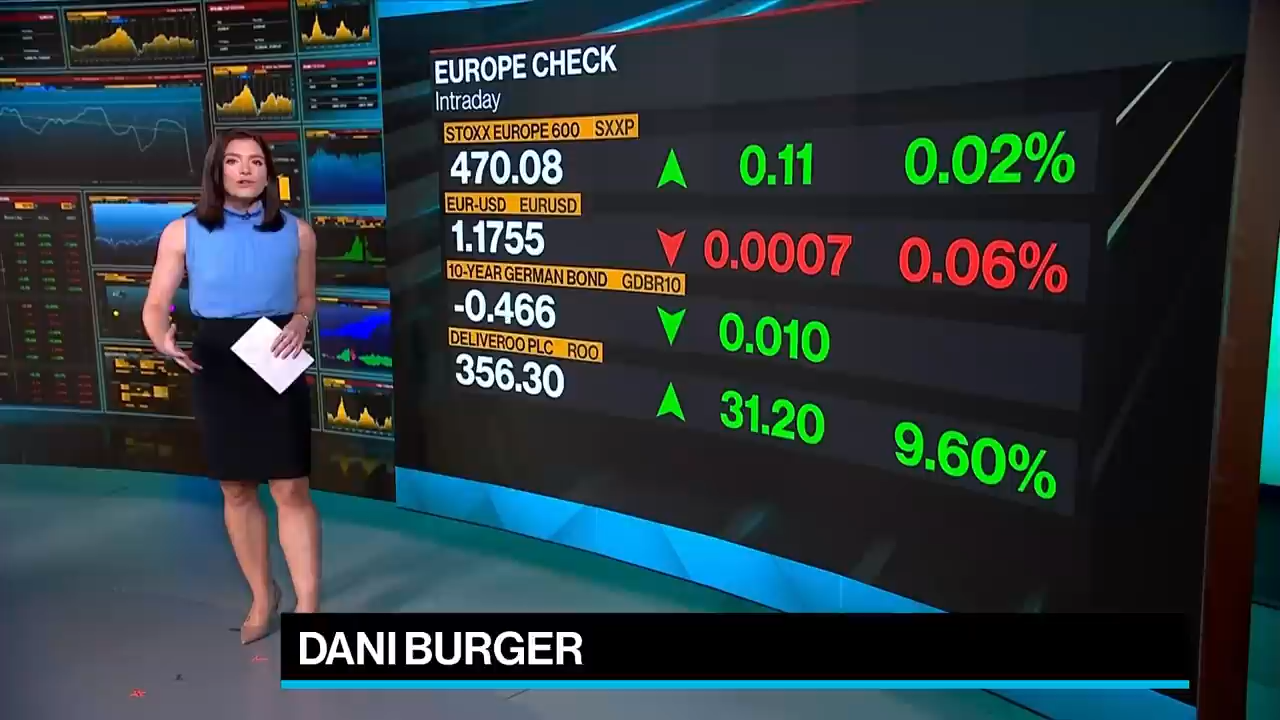 EUROPE CHECK
Intraday
STOXX EUROPE 600 SXXP
470.08 ▲ 0.11 0.02%
EUR-USD EURUSD
1.1755 ▼ 0.0007 0.06%
10-YEAR GERMAN BOND GDBR10
-0.466 ▼ 0.010
DELIVEROO PLC ROO
356.30 ▲ 31.20 9.60%
DANI BURGER